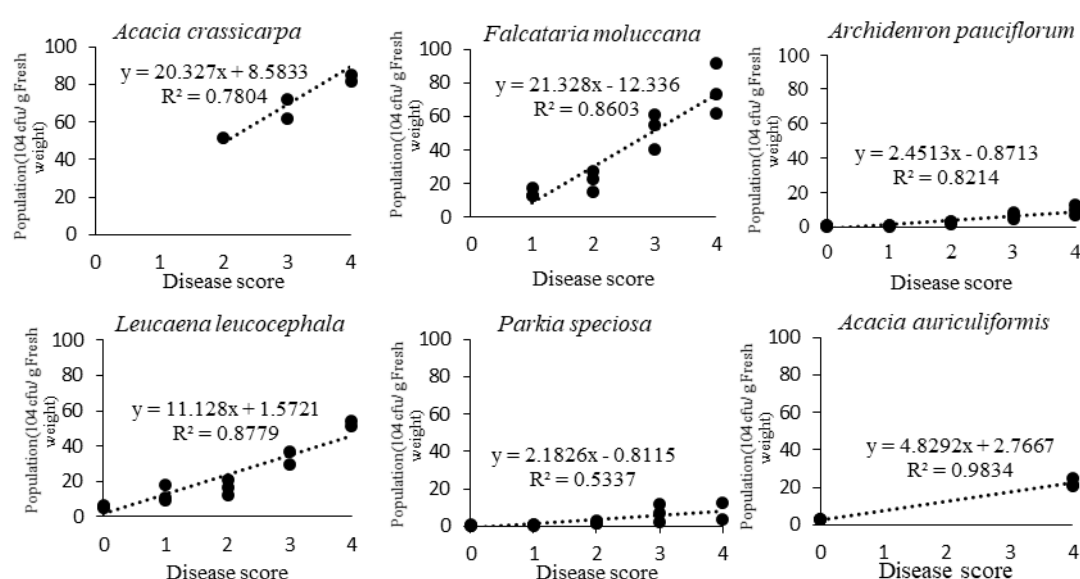 Acacia crassicarpa
Population(104 cfu/ gFresh
weight)
100
80
60
40
20
0
y = 20.327x + 8.5833
R² = 0.7804
0 1 2 3 4
Disease score
Falcataria moluccana
Population(104 cfu/ gFresh
weight)
100
80
60
40
20
0
y = 21.328x - 12.336
R² = 0.8603
0 1 2 3 4
Disease score
Archidenron pauciflorum
Population(104 cfu/ gFresh
weight)
100
80
60
40
20
0
y = 2.4513x - 0.8713
R² = 0.8214
0 1 2 3 4
Disease score
Leucaena leucocephala
Population(104 cfu/ gFresh
weight)
100
80
60
40
20
0
y = 11.128x + 1.5721
R² = 0.8779
0 1 2 3 4
Disease score
Parkia speciosa
Population(104 cfu/ gFresh
weight)
100
80
60
40
20
0
y = 2.1826x - 0.8115
R² = 0.5337
0 1 2 3 4
Disease score
Acacia auriculiformis
Population(104 cfu/ gFresh
weight)
100
80
60
40
20
0
y = 4.8292x + 2.7667
R² = 0.9834
0 1 2 3 4
Disease score